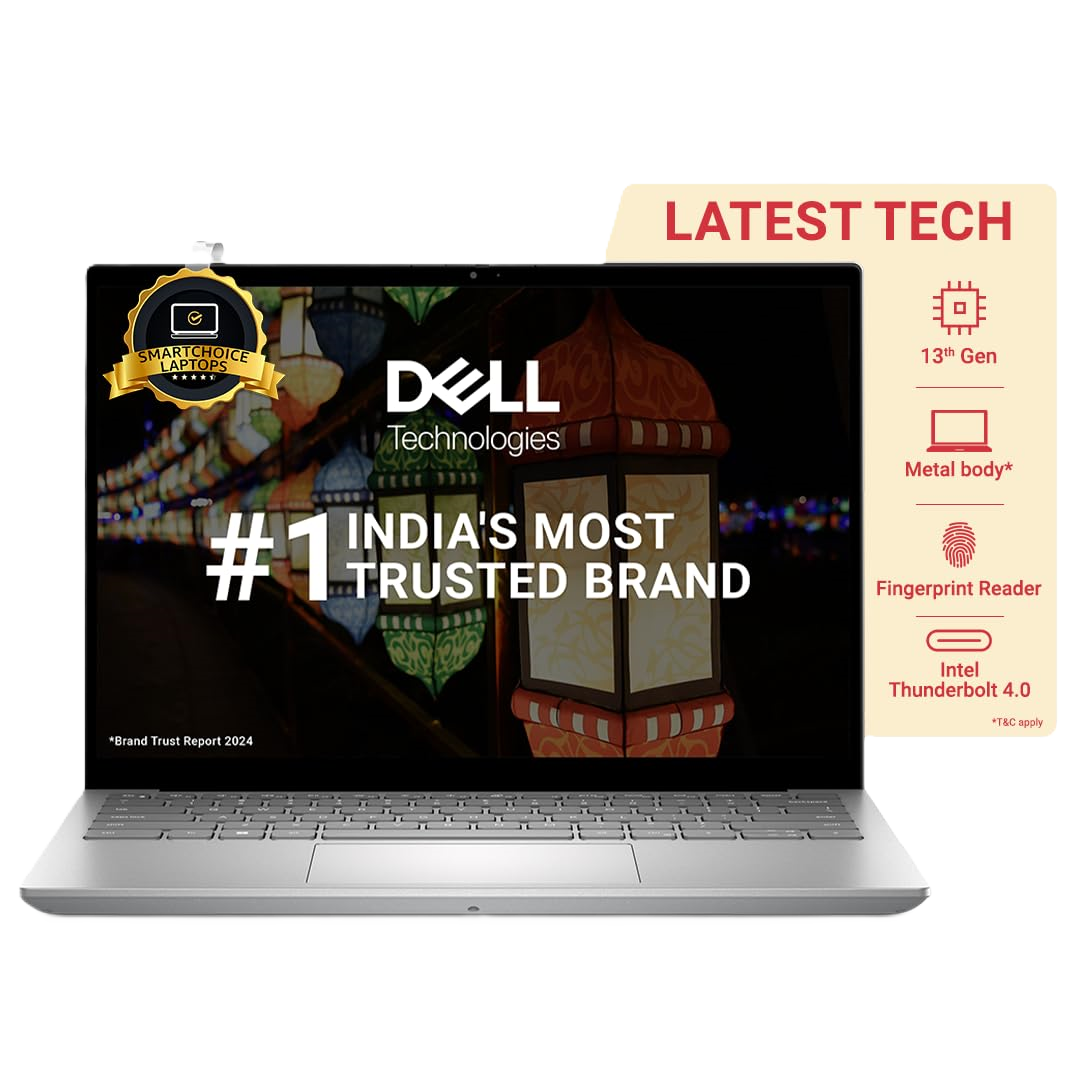 LATEST TECH
SMARTCHOICE
LAPTOPS
DELL
Technologies
#1 INDIA'S MOST
TRUSTED BRAND
*Brand Trust Report 2024
13th Gen
Metal body*
Fingerprint Reader
Intel
Thunderbolt 4.0
*T&C apply